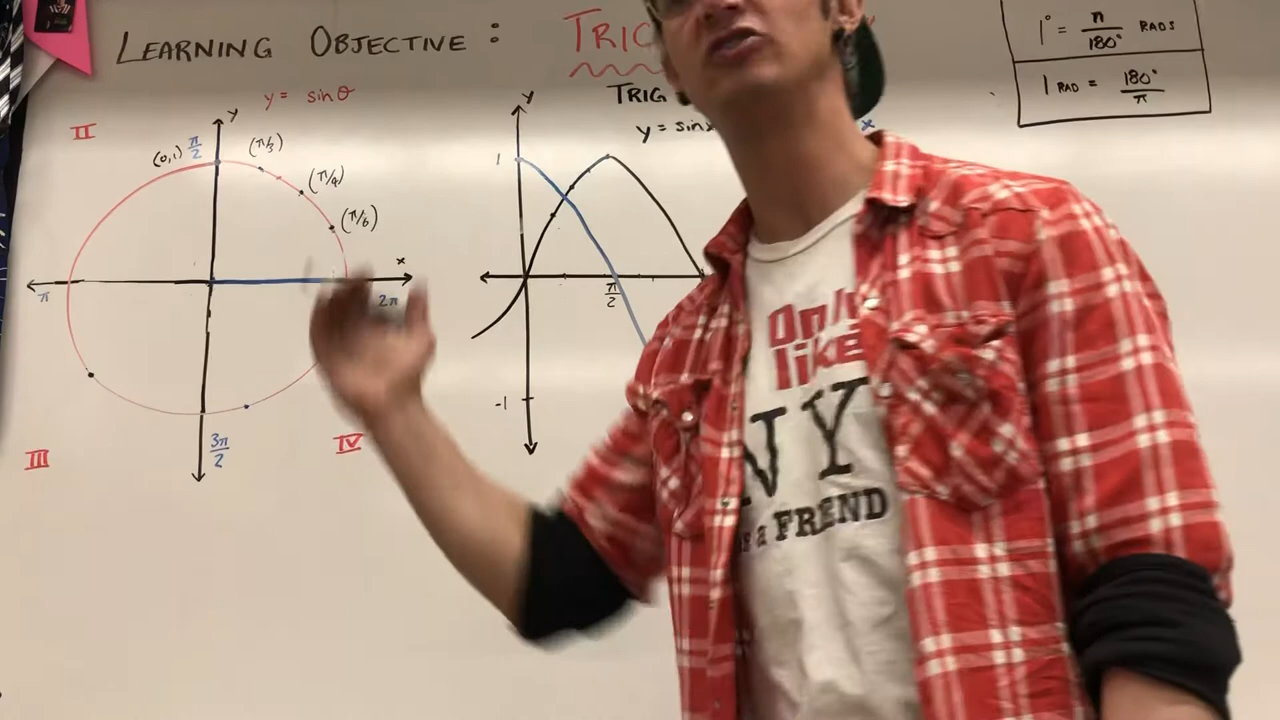 LEARNING OBJECTIVE :
y = sinθ
II
y
(0,1) π/2
(π/3)
(π/4)
(π/6)
x
π
2π
3π/2
III
IV
TRIG
y = sinx
y
1
π/2
-1
x
1° = π/180° RADS
1 RAD = 180°/π
Only
like
NY
as a FRIEND